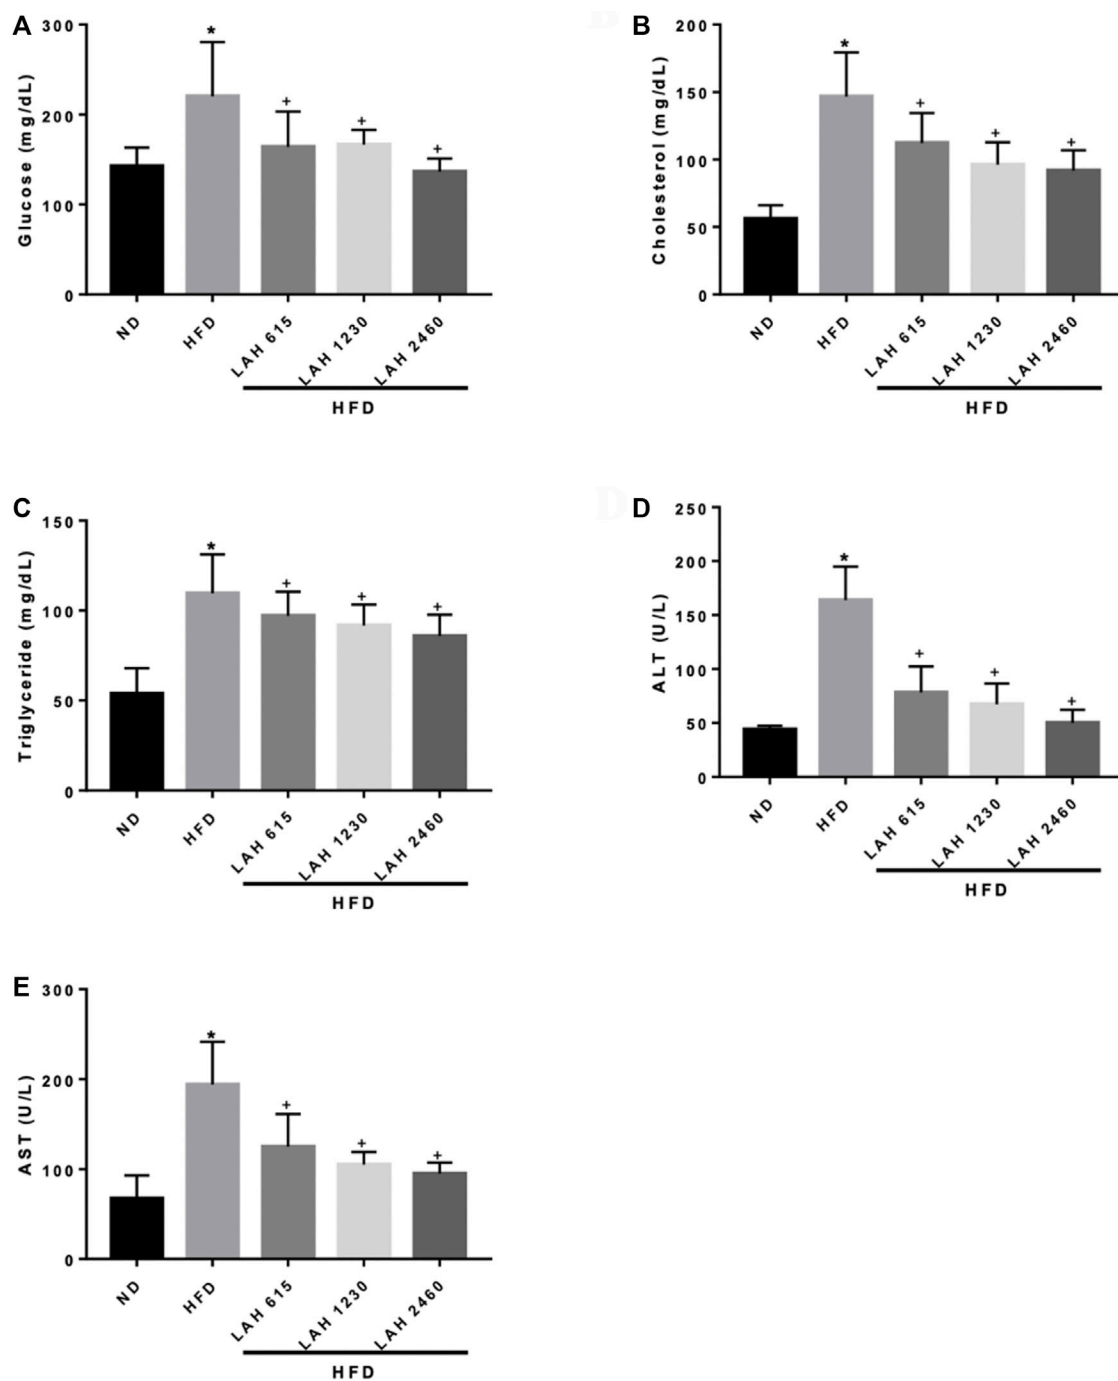 A
Glucose (mg/dL)
300
200
100
0
*
+
+
+
ND
HFD
LAH 615
LAH 1230
LAH 2460
HFD
B
Cholesterol (mg/dL)
200
150
100
50
0
*
+
+
+
ND
HFD
LAH 615
LAH 1230
LAH 2460
HFD
C
Triglyceride (mg/dL)
150
100
50
0
*
+
+
+
ND
HFD
LAH 615
LAH 1230
LAH 2460
HFD
D
D
ALT (U/L)
250
200
150
100
50
0
*
+
+
+
ND
HFD
LAH 615
LAH 1230
LAH 2460
HFD
E
AST (U/L)
300
200
100
0
*
+
+
+
ND
HFD
LAH 615
LAH 1230
LAH 2460
HFD